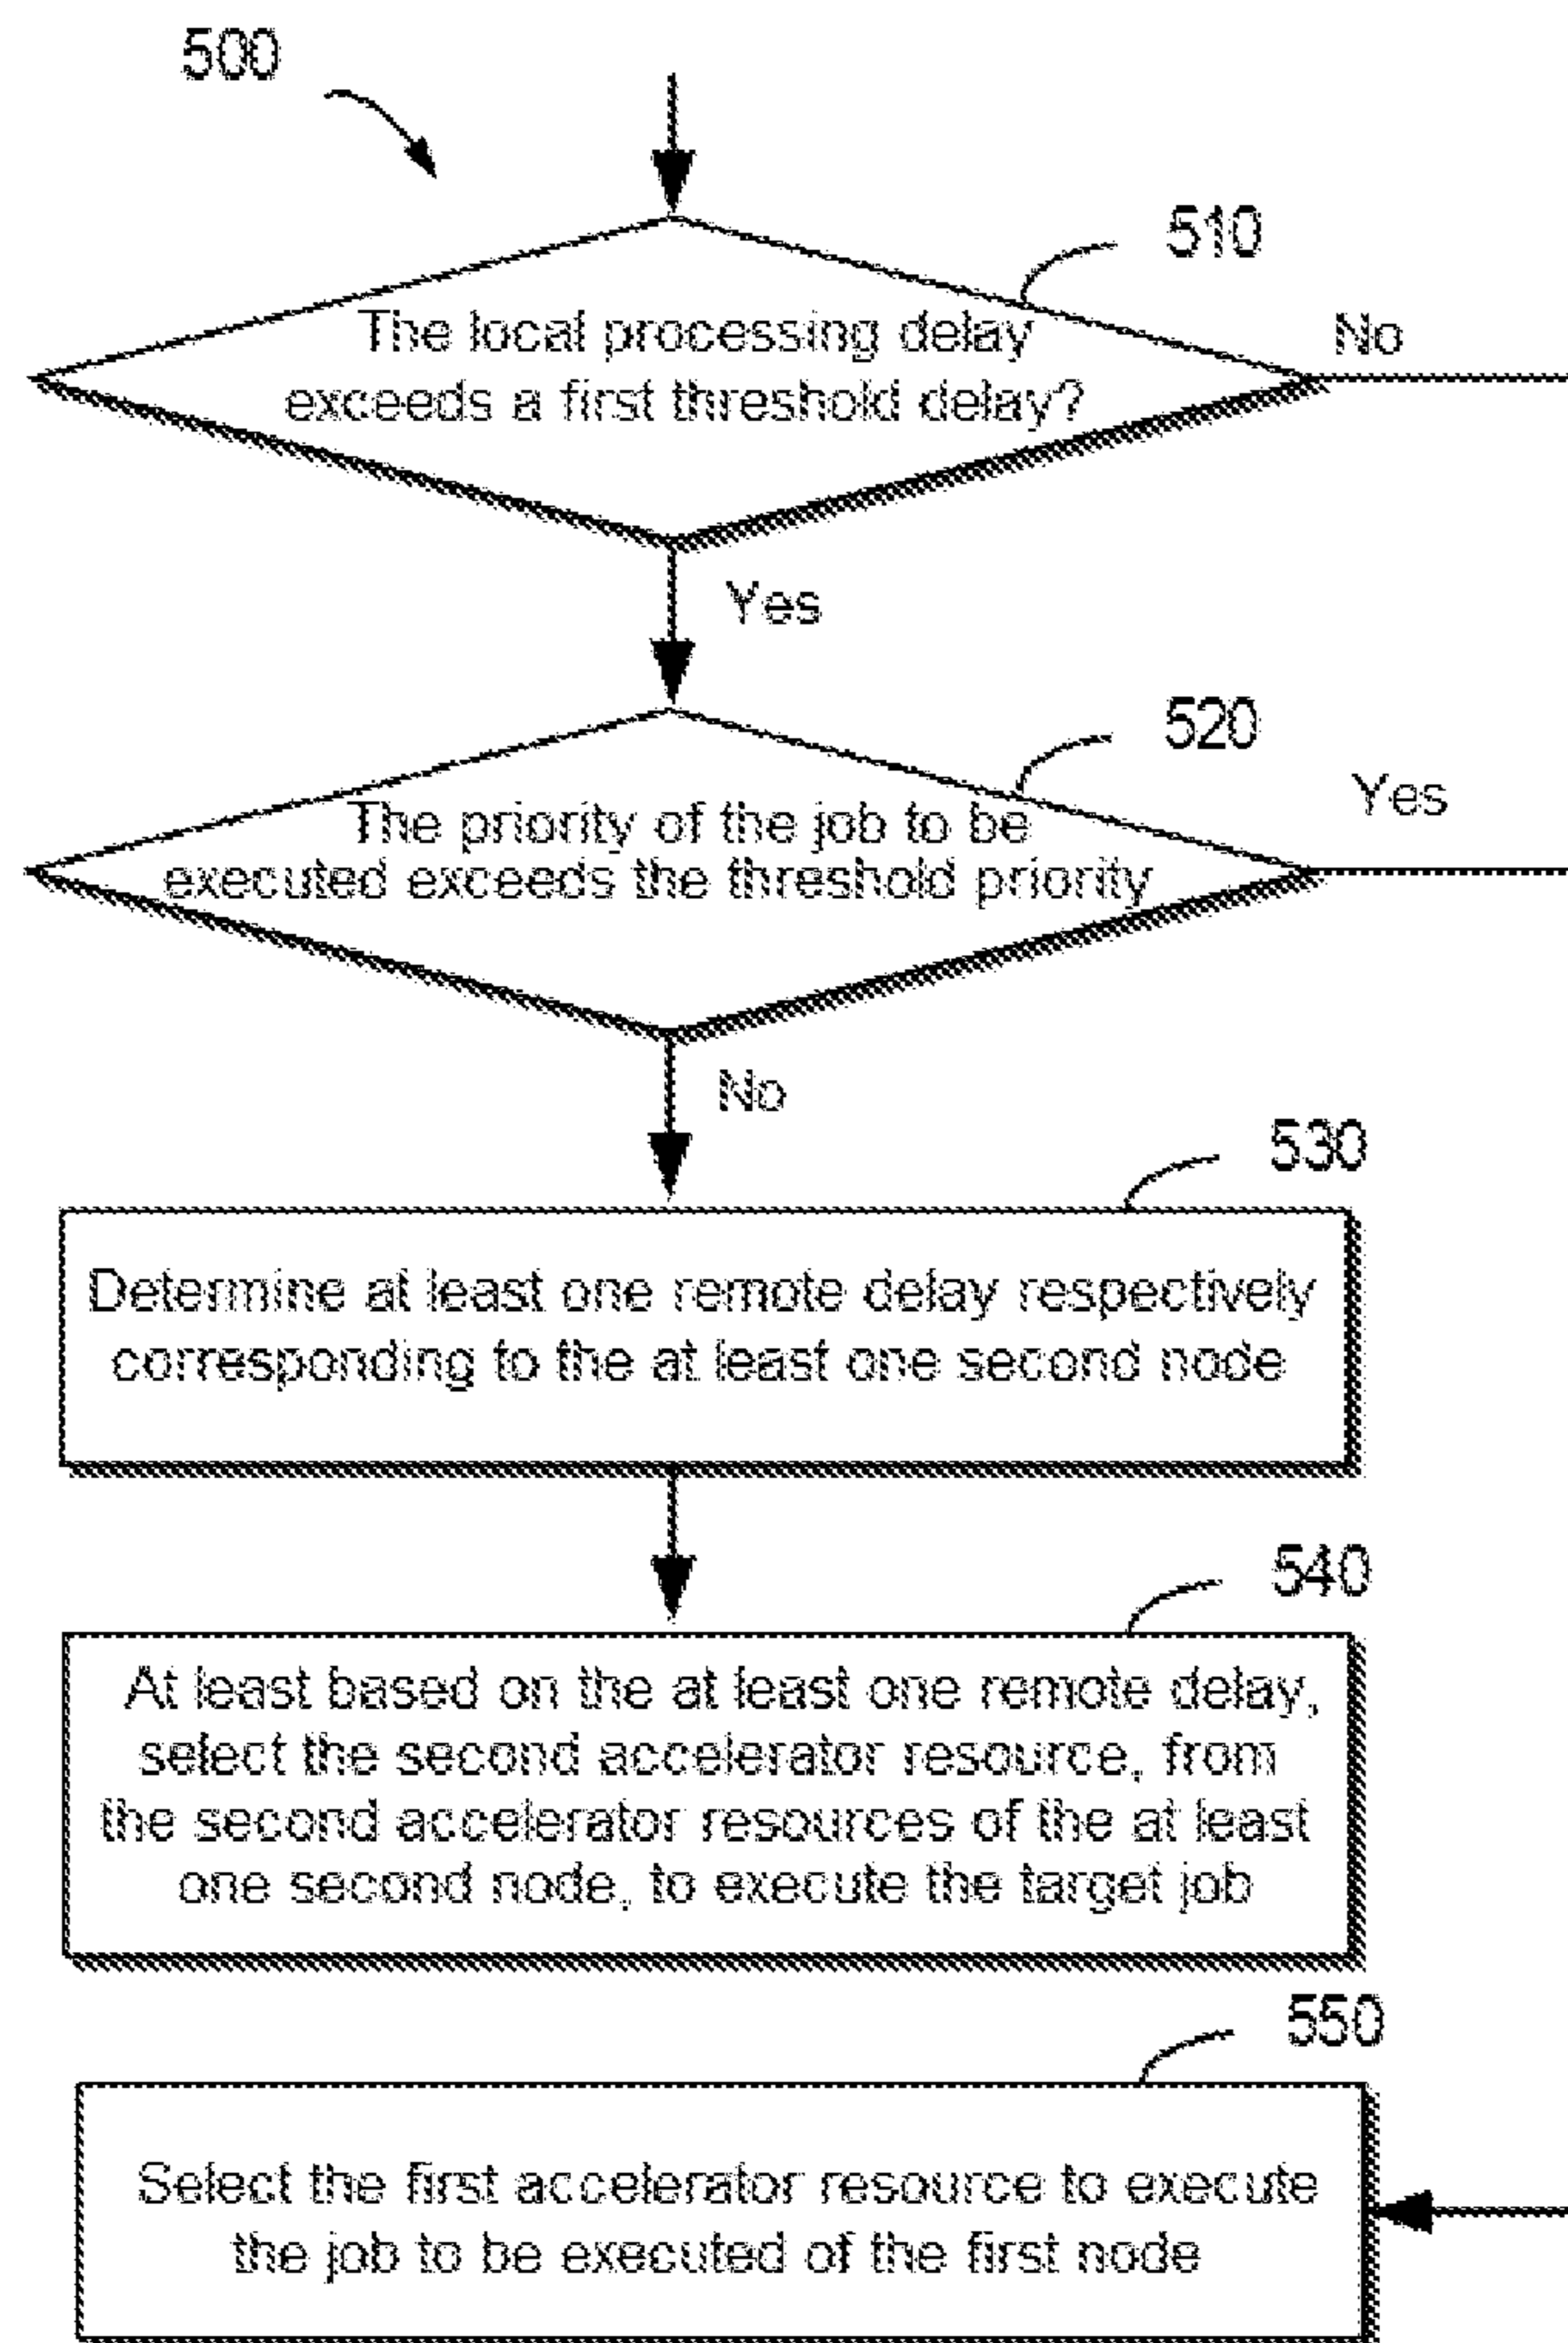 500
510
The local processing delay
exceeds a first threshold delay?
No
Yes
520
The priority of the job to be
executed exceeds the threshold priority
Yes
No
530
Determine at least one remote delay respectively
corresponding to the at least one second node
540
At least based on the at least one remote delay,
select the second accelerator resource, from
the second accelerator resources of the at least
one second node, to execute the target job
550
Select the first accelerator resource to execute
the job to be executed of the first node